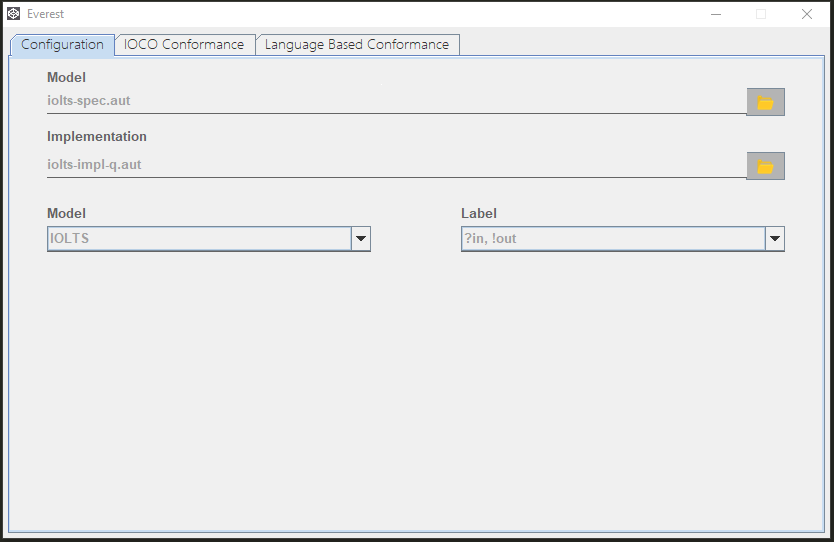 Everest
Configuration IOCO Conformance Language Based Conformance
Model
iolts-spec.aut
Implementation
iolts-impl-q.aut
Model Label
IOLTS ?in, !out